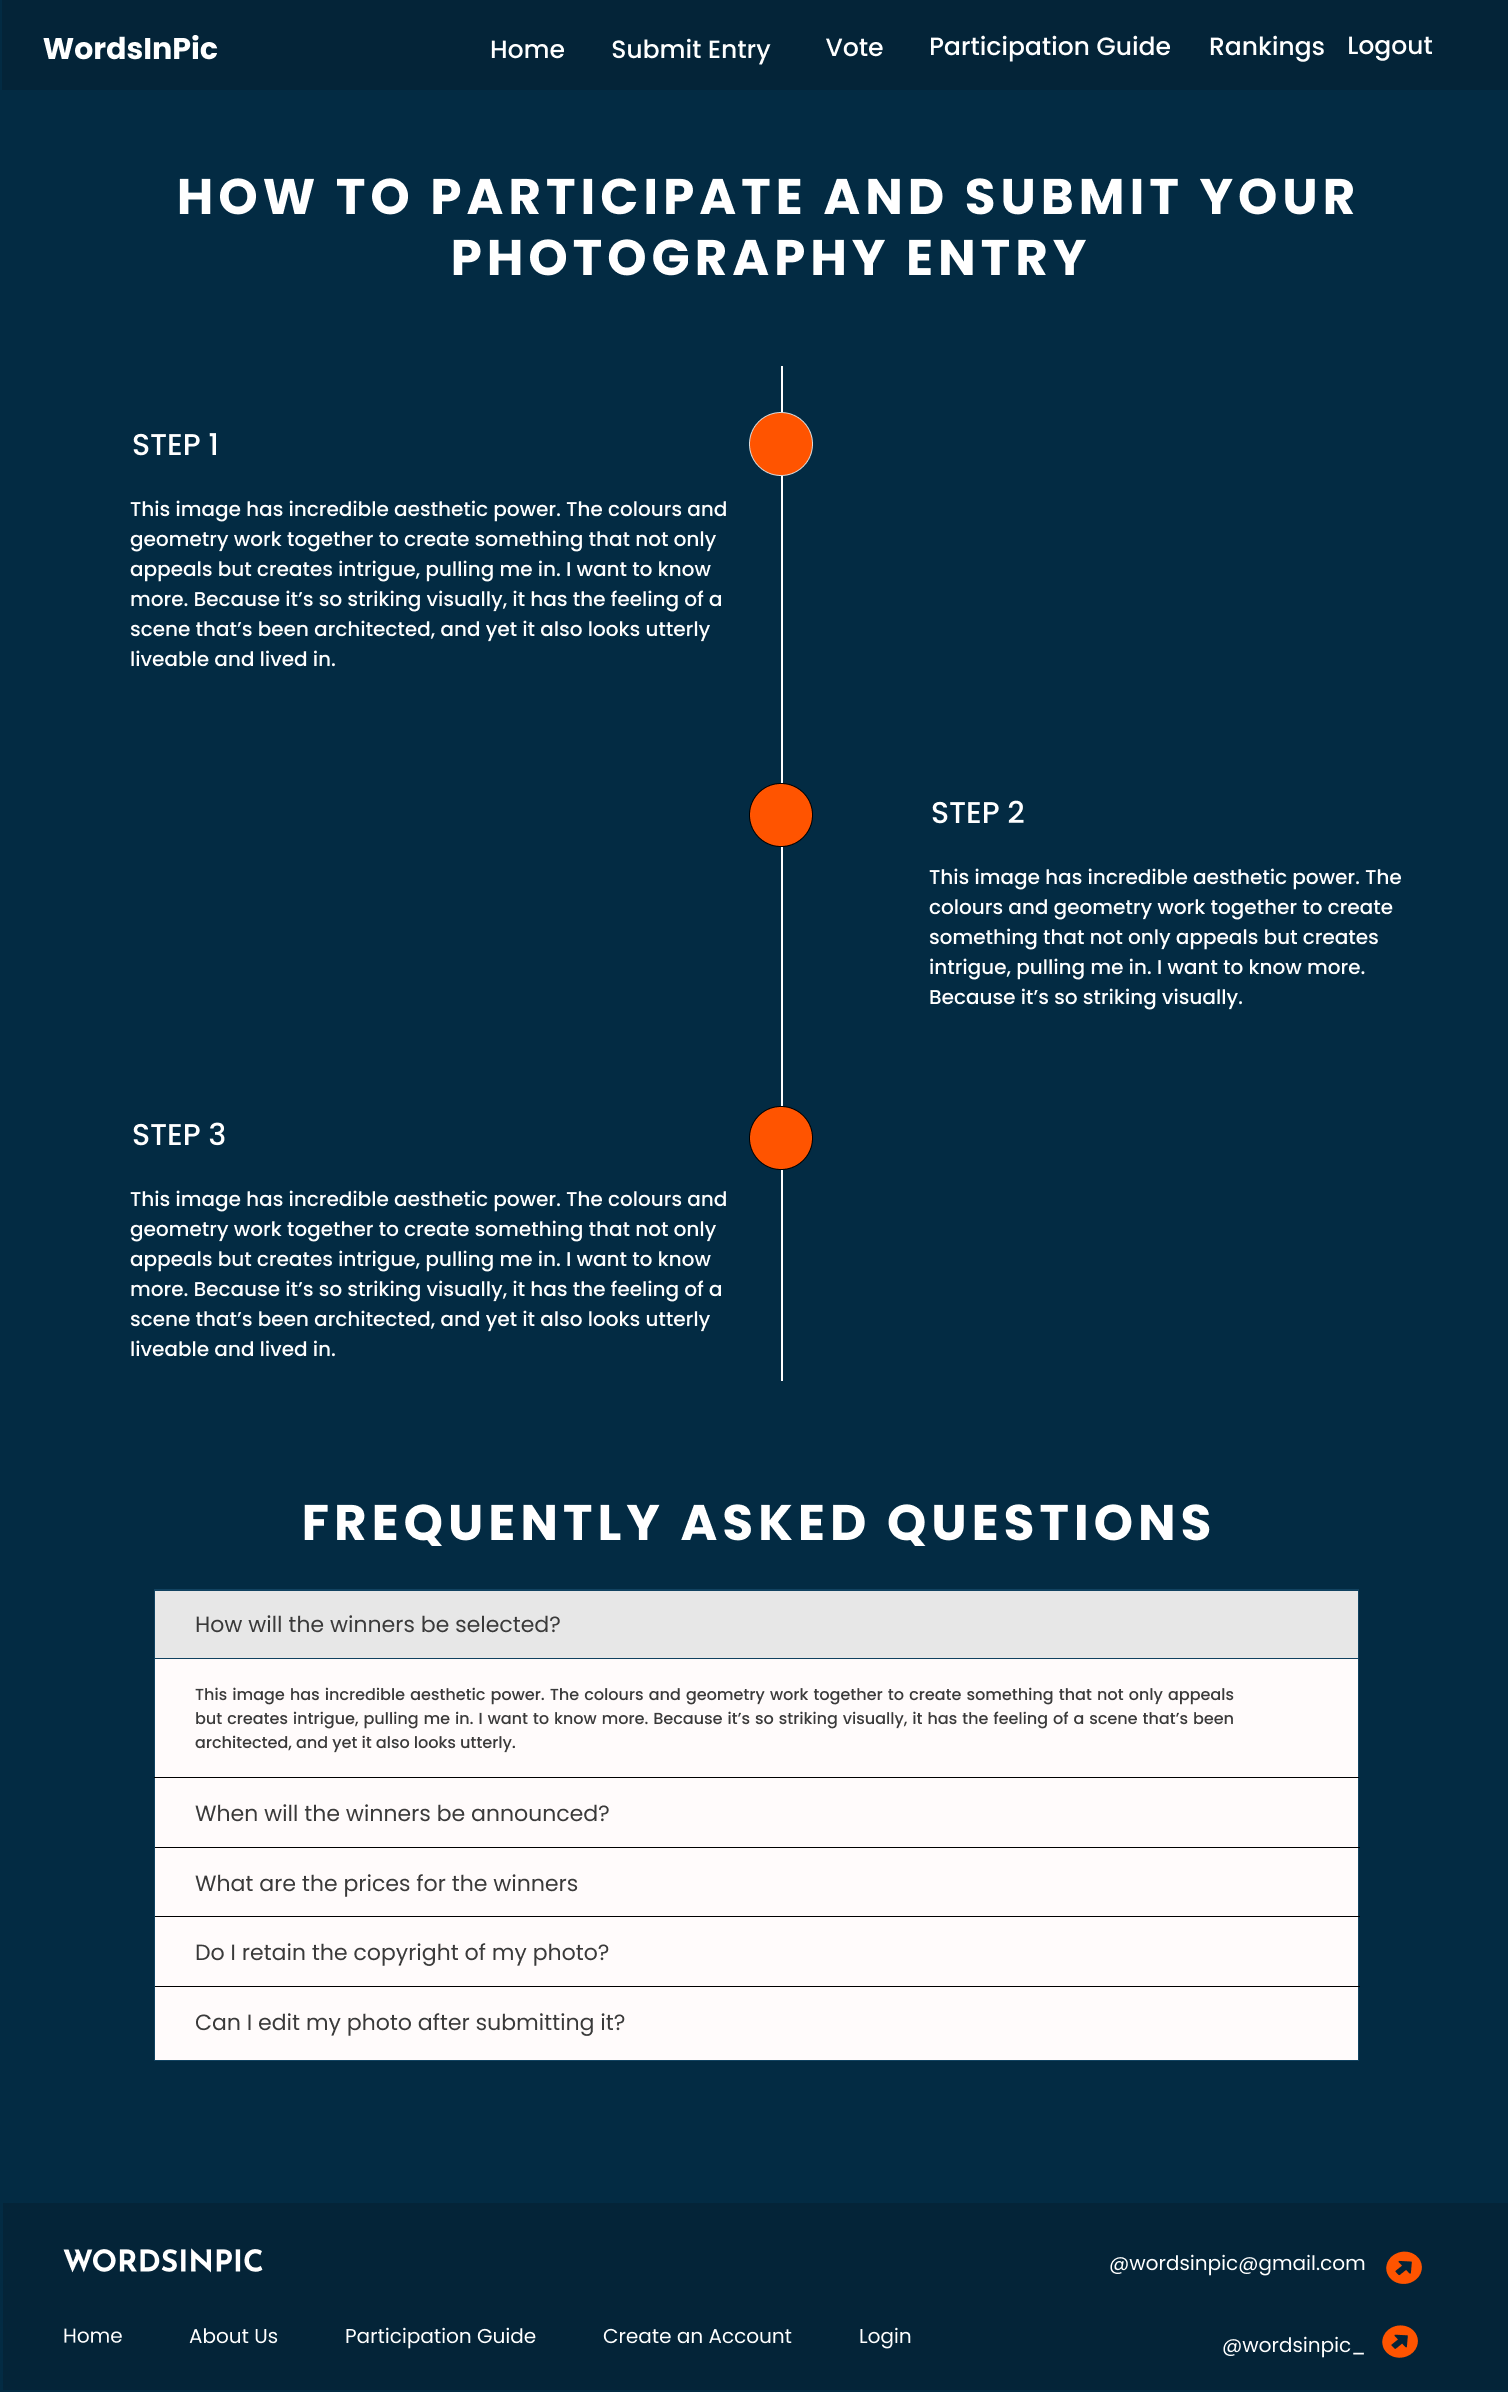 WordsInPic
Home
Submit Entry
Vote
Participation Guide
Rankings
Logout
HOW TO PARTICIPATE AND SUBMIT YOUR
PHOTOGRAPHY ENTRY
STEP 1
This image has incredible aesthetic power. The colours and
geometry work together to create something that not only
appeals but creates intrigue, pulling me in. I want to know
more. Because it’s so striking visually, it has the feeling of a
scene that’s been architected, and yet it also looks utterly
liveable and lived in.
STEP 2
This image has incredible aesthetic power. The
colours and geometry work together to create
something that not only appeals but creates
intrigue, pulling me in. I want to know more.
Because it’s so striking visually.
STEP 3
This image has incredible aesthetic power. The colours and
geometry work together to create something that not only
appeals but creates intrigue, pulling me in. I want to know
more. Because it’s so striking visually, it has the feeling of a
scene that’s been architected, and yet it also looks utterly
liveable and lived in.
FREQUENTLY ASKED QUESTIONS
How will the winners be selected?
This image has incredible aesthetic power. The colours and geometry work together to create something that not only appeals
but creates intrigue, pulling me in. I want to know more. Because it’s so striking visually, it has the feeling of a scene that’s been
architected, and yet it also looks utterly.
When will the winners be announced?
What are the prices for the winners
Do I retain the copyright of my photo?
Can I edit my photo after submitting it?
WORDSINPIC
@wordsinpic@gmail.com
Home
About Us
Participation Guide
Create an Account
Login
@wordsinpic_